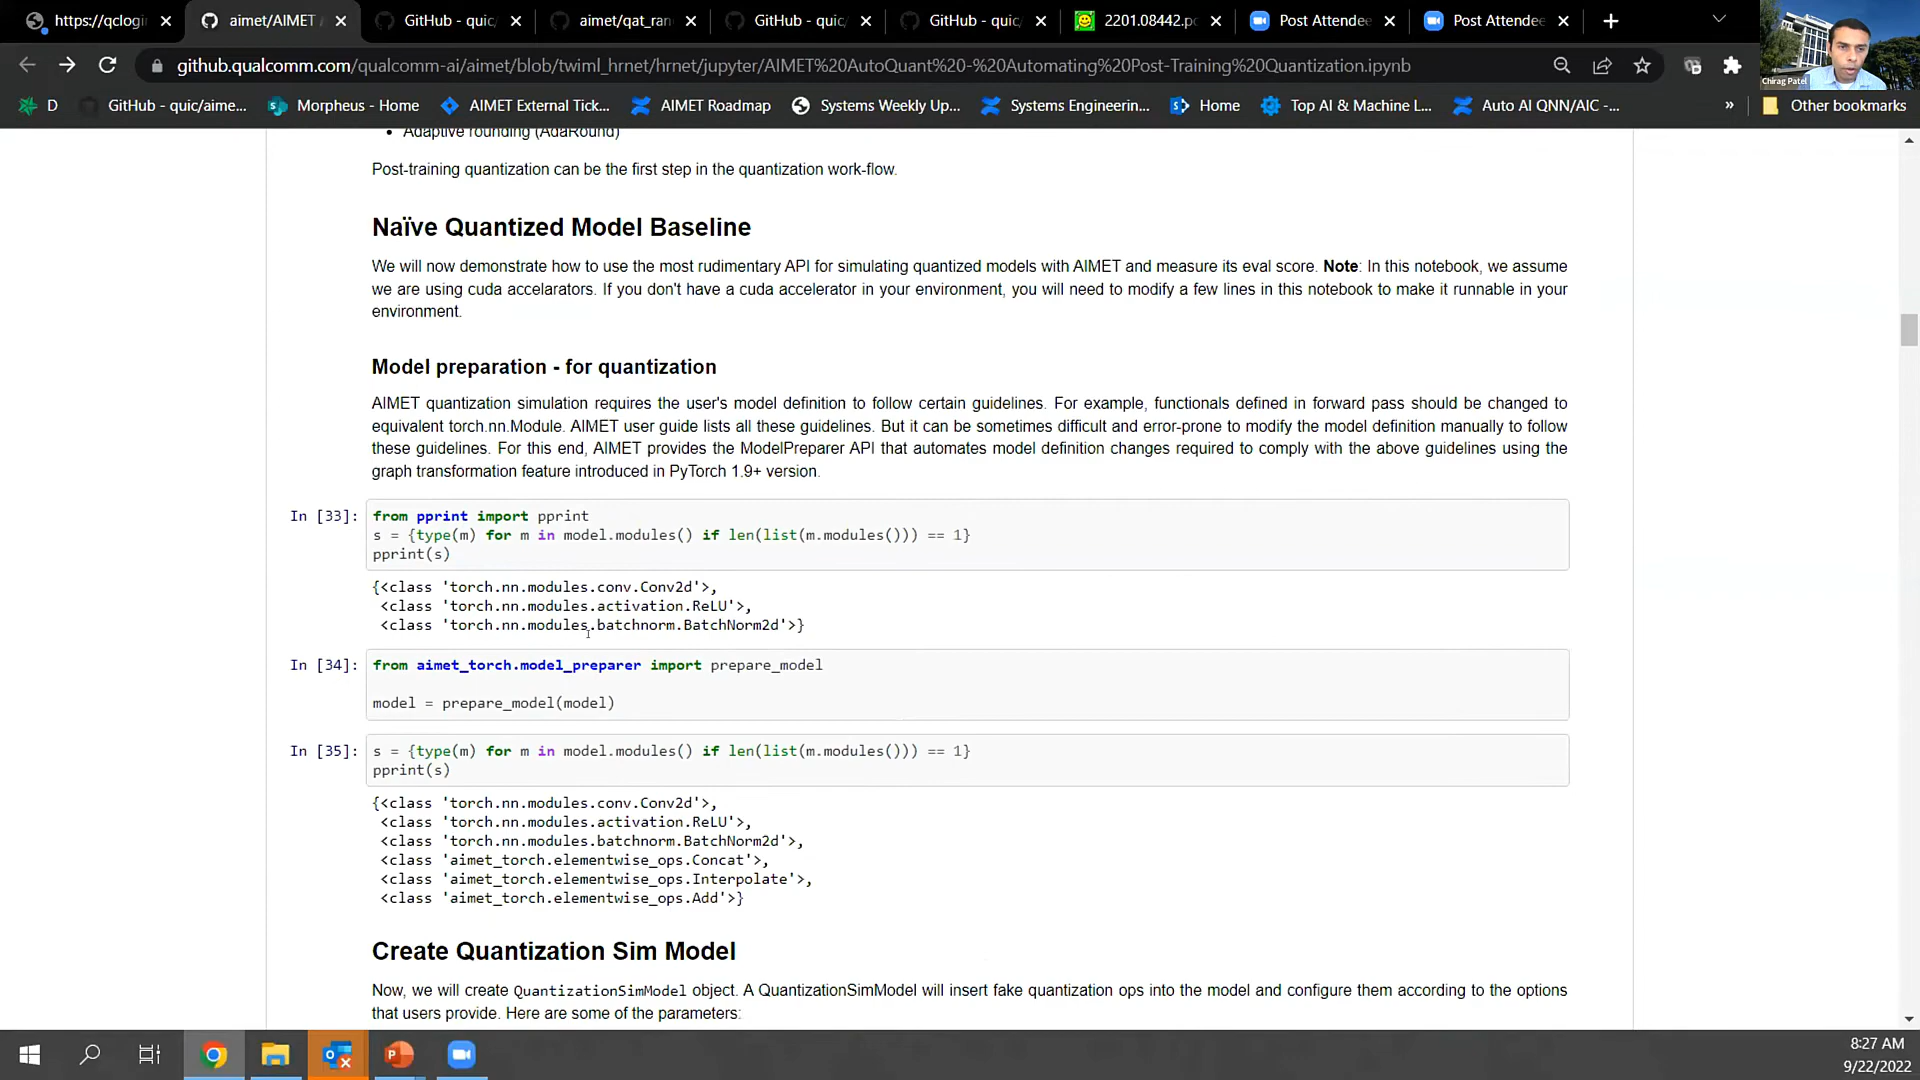 https://qclogi
aimet/AIMET
GitHub - quic/
aimet/qat_ran
GitHub - quic/
GitHub - quic/
2201.08442.p
Post Attende
Post Attende
github.qualcomm.com/qualcomm-ai/aimet/blob/twiml_hrnet/hrnet/jupyter/AIMET%20AutoQuant%20-%20Automating%20Post-Training%20Quantization.ipynb
Chirag Patel
D
GitHub - quic/aime...
Morpheus - Home
AIMET External Tick...
AIMET Roadmap
Systems Weekly Up...
Systems Engineerin...
Home
Top AI & Machine L...
Auto AI QNN/AIC -...
»
Other bookmarks
• Adaptive rounding (AdaRound)
Post-training quantization can be the first step in the quantization work-flow.
Naïve Quantized Model Baseline
We will now demonstrate how to use the most rudimentary API for simulating quantized models with AIMET and measure its eval score. Note: In this notebook, we assume
we are using cuda accelarators. If you don't have a cuda accelerator in your environment, you will need to modify a few lines in this notebook to make it runnable in your
environment.
Model preparation - for quantization
AIMET quantization simulation requires the user's model definition to follow certain guidelines. For example, functionals defined in forward pass should be changed to
equivalent torch.nn.Module. AIMET user guide lists all these guidelines. But it can be sometimes difficult and error-prone to modify the model definition manually to follow
these guidelines. For this end, AIMET provides the ModelPreparer API that automates model definition changes required to comply with the above guidelines using the
graph transformation feature introduced in PyTorch 1.9+ version.
In [33]: from pprint import pprint
s = {type(m) for m in model.modules() if len(list(m.modules())) == 1}
pprint(s)
{<class 'torch.nn.modules.conv.Conv2d'>,
<class 'torch.nn.modules.activation.ReLU'>,
<class 'torch.nn.modules.batchnorm.BatchNorm2d'>}
In [34]: from aimet_torch.model_preparer import prepare_model
model = prepare_model(model)
In [35]: s = {type(m) for m in model.modules() if len(list(m.modules())) == 1}
pprint(s)
{<class 'torch.nn.modules.conv.Conv2d'>,
<class 'torch.nn.modules.activation.ReLU'>,
<class 'torch.nn.modules.batchnorm.BatchNorm2d'>,
<class 'aimet_torch.elementwise_ops.Concat'>,
<class 'aimet_torch.elementwise_ops.Interpolate'>,
<class 'aimet_torch.elementwise_ops.Add'>}
Create Quantization Sim Model
Now, we will create QuantizationSimModel object. A QuantizationSimModel will insert fake quantization ops into the model and configure them according to the options
that users provide. Here are some of the parameters:
8:27 AM
9/22/2022